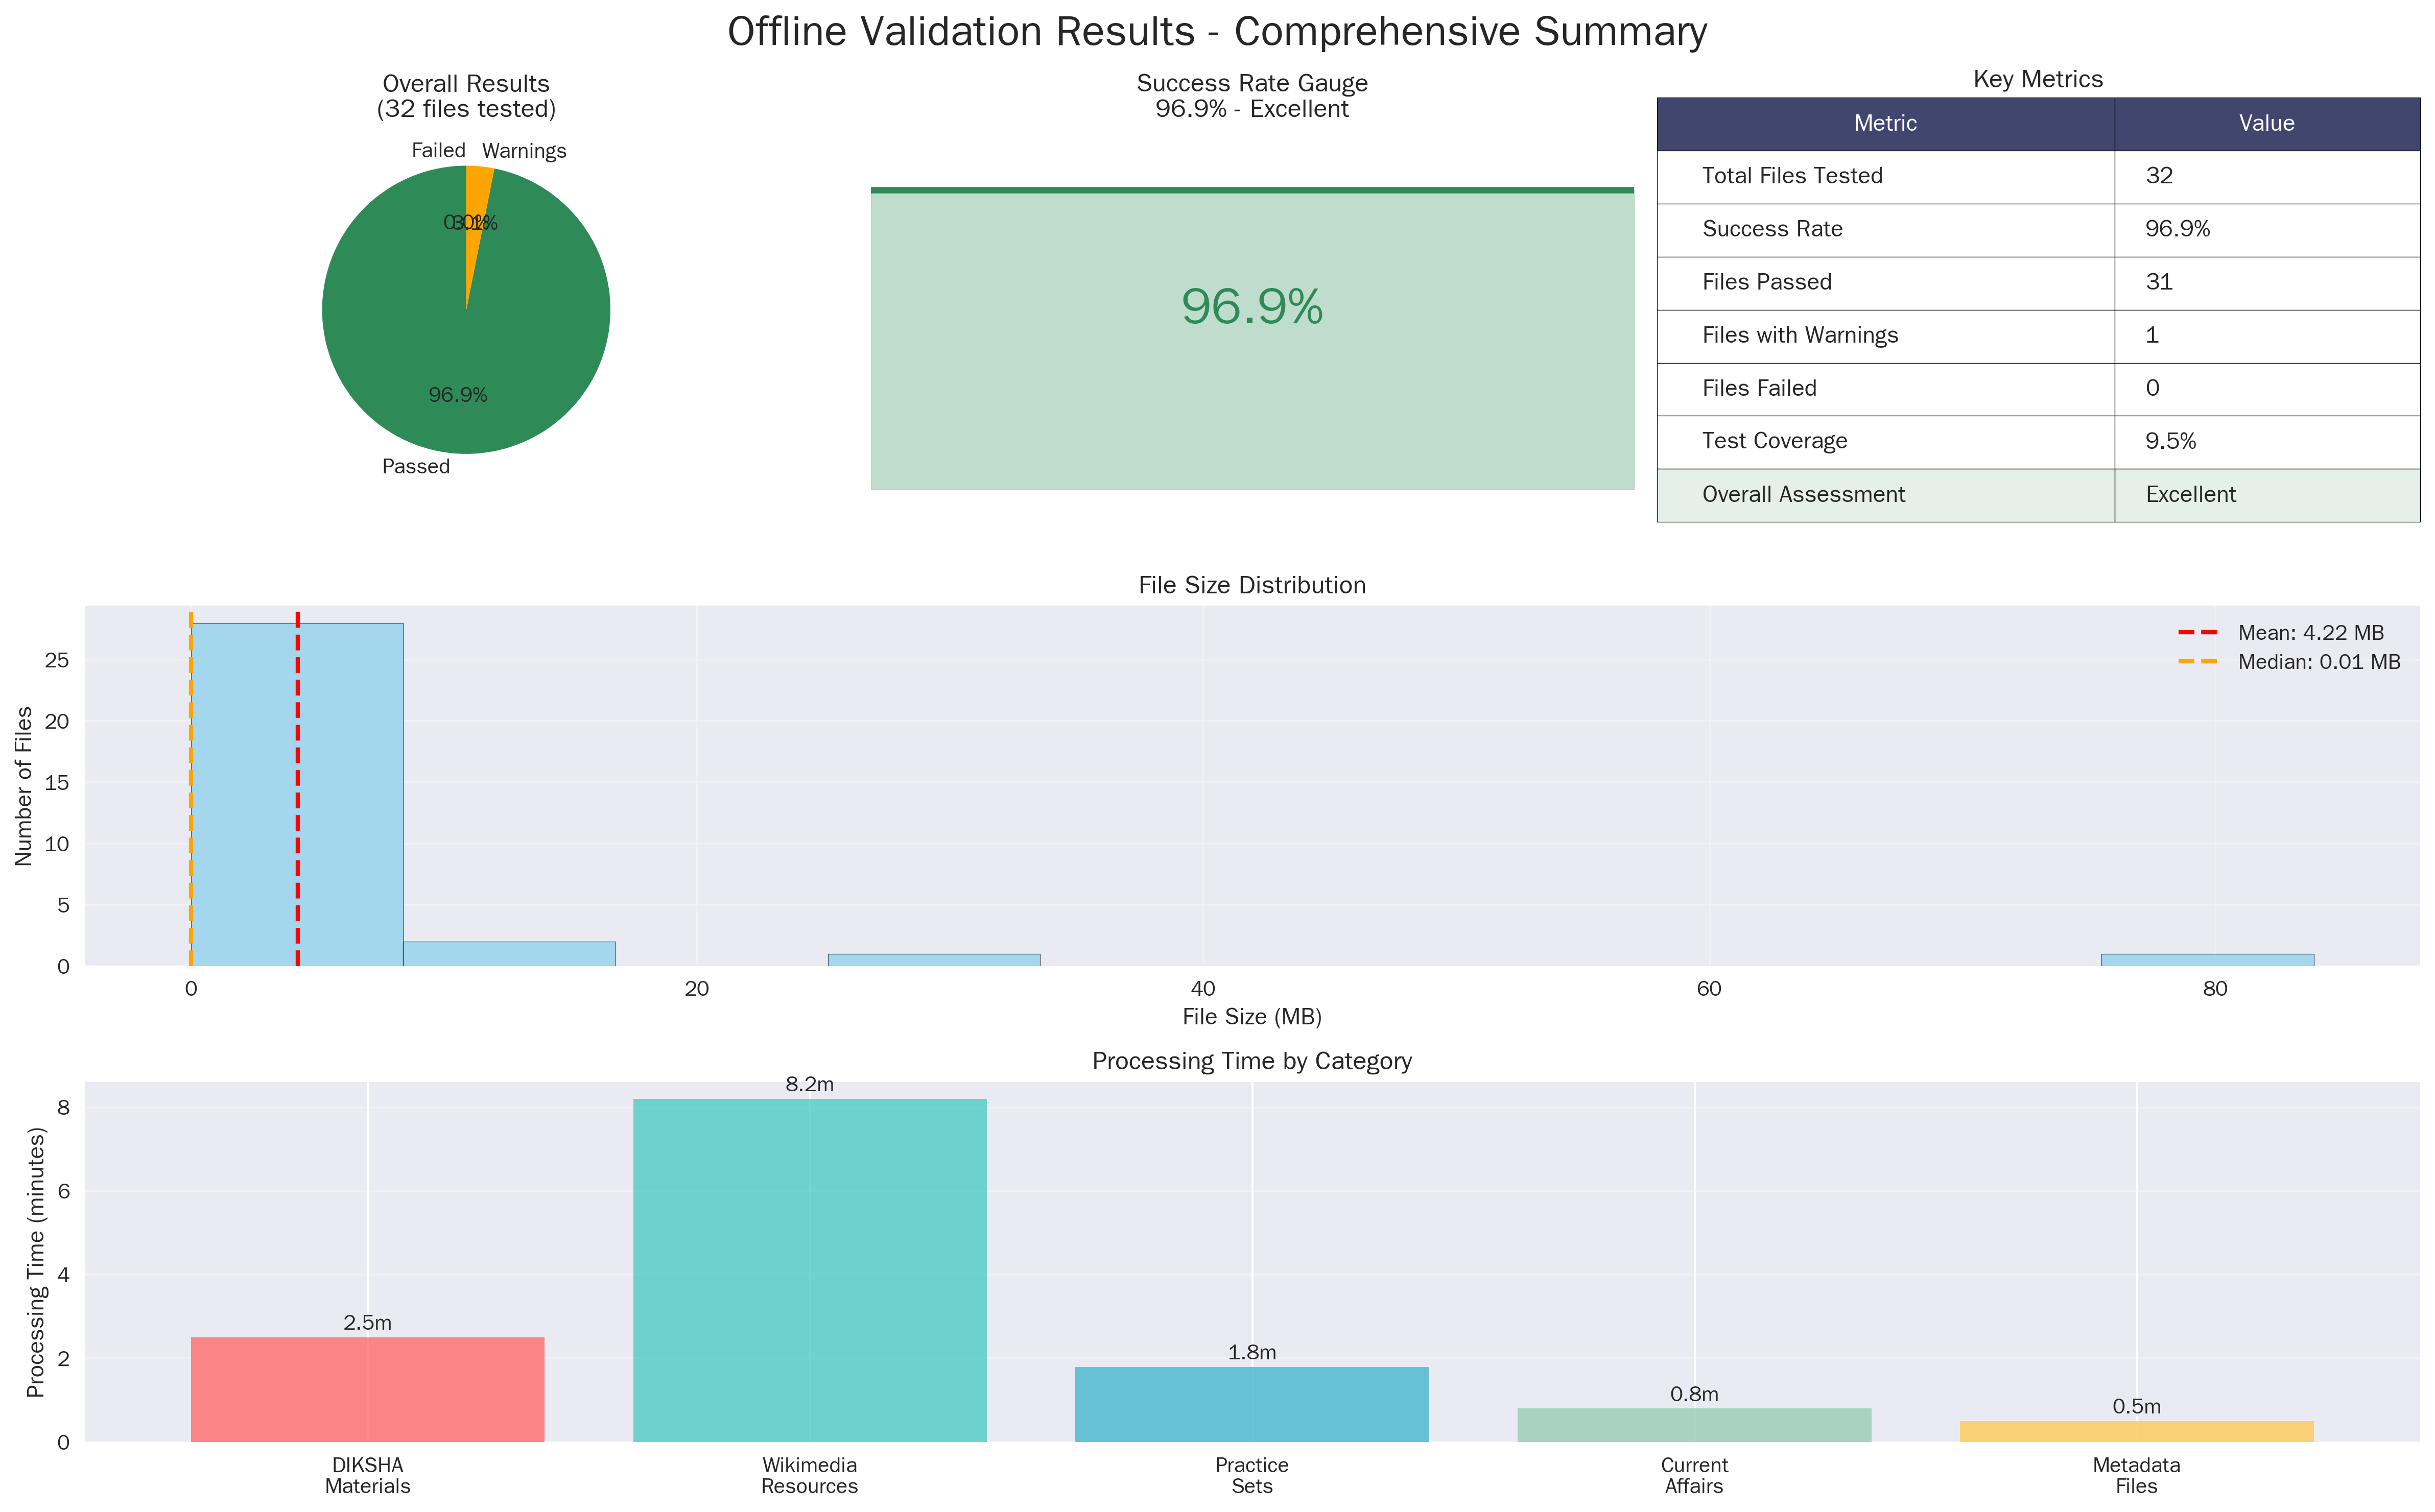 Offline Validation Results - Comprehensive Summary
Overall Results
(32 files tested)
Failed
Warnings
0.0%
3.1%
96.9%
Passed
Success Rate Gauge
96.9% - Excellent
96.9%
Key Metrics
Metric Value
Total Files Tested 32
Success Rate 96.9%
Files Passed 31
Files with Warnings 1
Files Failed 0
Test Coverage 9.5%
Overall Assessment Excellent
File Size Distribution
Number of Files
25
20
15
10
5
0
Mean: 4.22 MB
Median: 0.01 MB
0 20 40 60 80
File Size (MB)
Processing Time by Category
Processing Time (minutes)
8
6
4
2
0
2.5m
8.2m
1.8m
0.8m
0.5m
DIKSHA
Materials
Wikimedia
Resources
Practice
Sets
Current
Affairs
Metadata
Files